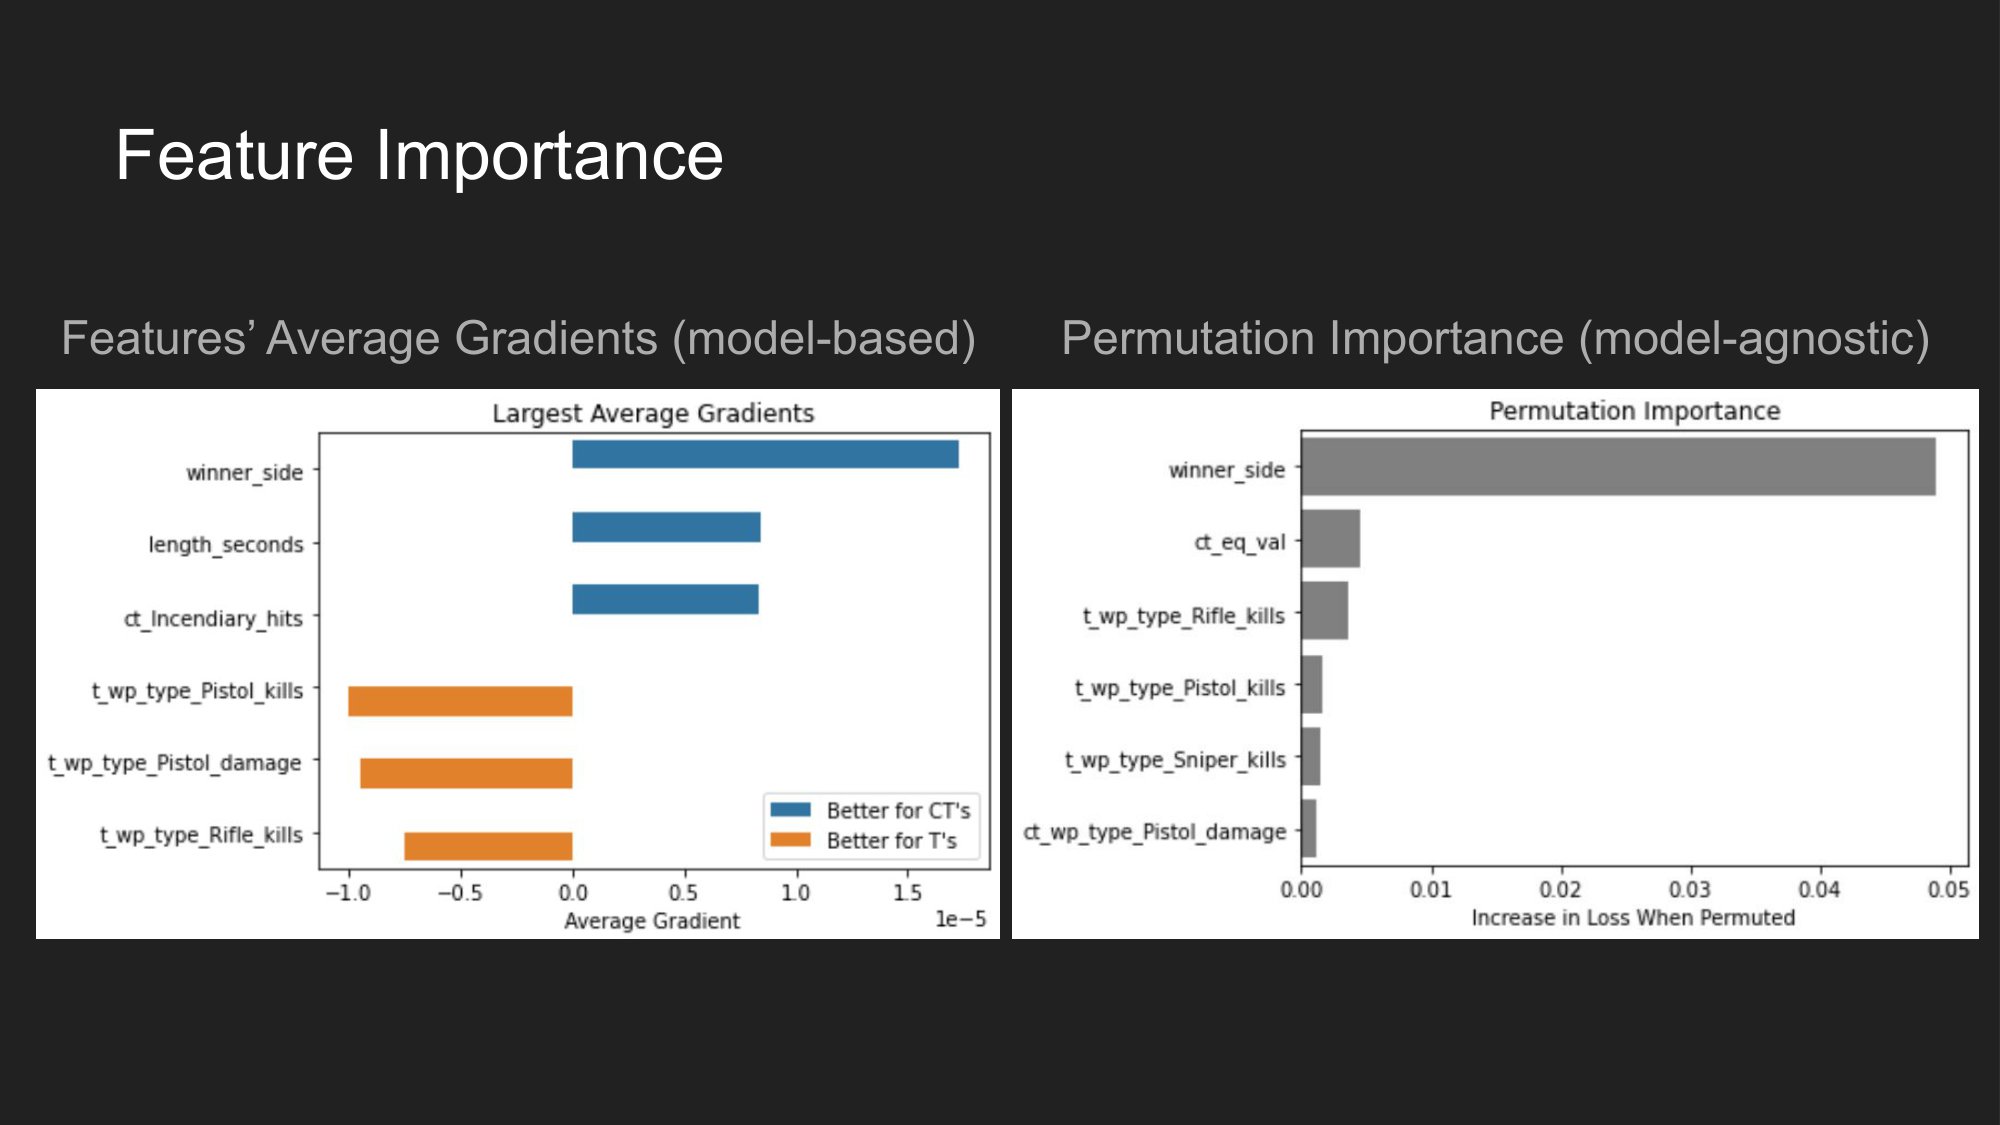 Feature Importance
Features’ Average Gradients (model-based)
Largest Average Gradients
winner_side
length_seconds
ct_Incendiary_hits
t_wp_type_Pistol_kills
t_wp_type_Pistol_damage
t_wp_type_Rifle_kills
Better for CT's
Better for T's
−1.0 −0.5 0.0 0.5 1.0 1.5
Average Gradient
1e−5
Permutation Importance (model-agnostic)
Permutation Importance
winner_side
ct_eq_val
t_wp_type_Rifle_kills
t_wp_type_Pistol_kills
t_wp_type_Sniper_kills
ct_wp_type_Pistol_damage
0.00 0.01 0.02 0.03 0.04 0.05
Increase in Loss When Permuted